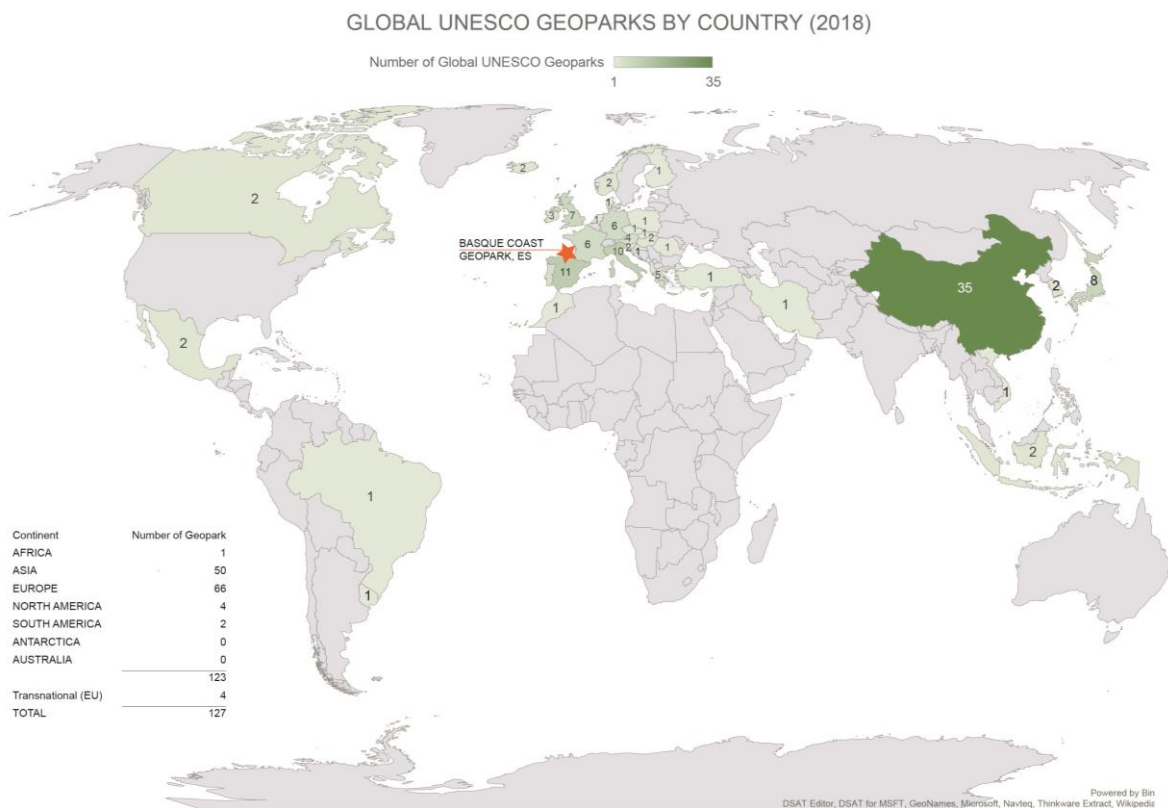 GLOBAL UNESCO GEOPARKS BY COUNTRY (2018)
Number of Global UNESCO Geoparks
1 35
2
2
2
1
1
3
7
1
1
2
1
6
1
1
1
4
2
2
10
1
1
6
BASQUE COAST
GEOPARK, ES
11
5
1
1
1
35
2
8
1
2
Continent Number of Geopark
AFRICA 1
ASIA 50
EUROPE 66
NORTH AMERICA 4
SOUTH AMERICA 2
ANTARCTICA 0
AUSTRALIA 0
123
Transnational (EU) 4
TOTAL 127
Powered by Bin
DSAT Editor, DSAT for MSFT, GeoNames, Microsoft, Navteq, Thinkware Extract, Wikipedia